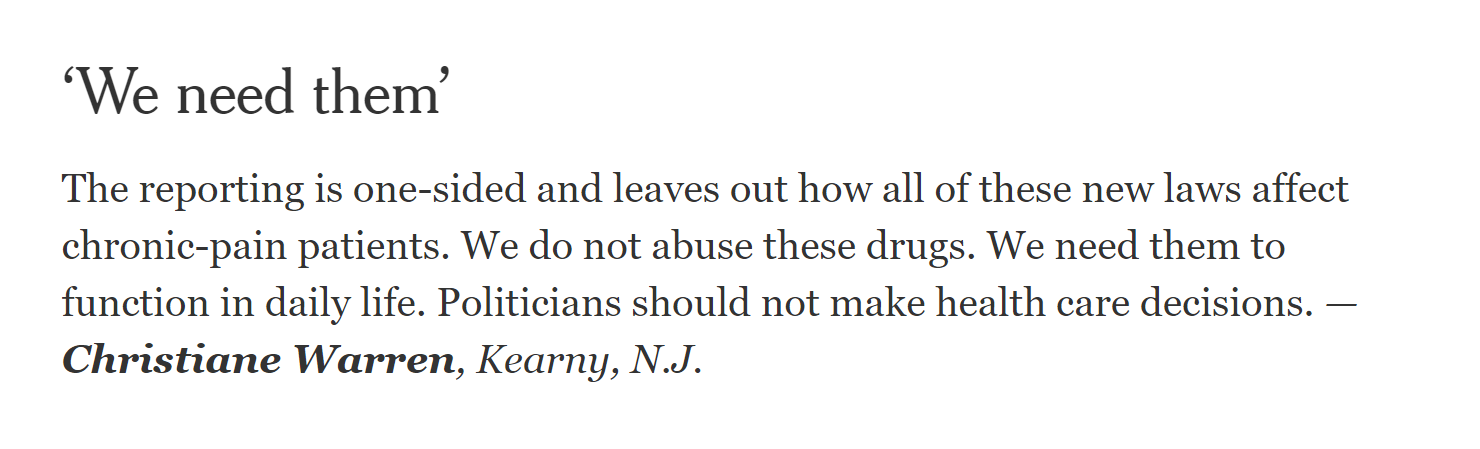 ‘We need them’
The reporting is one-sided and leaves out how all of these new laws affect
chronic-pain patients. We do not abuse these drugs. We need them to
function in daily life. Politicians should not make health care decisions. —
Christiane Warren, Kearny, N.J.